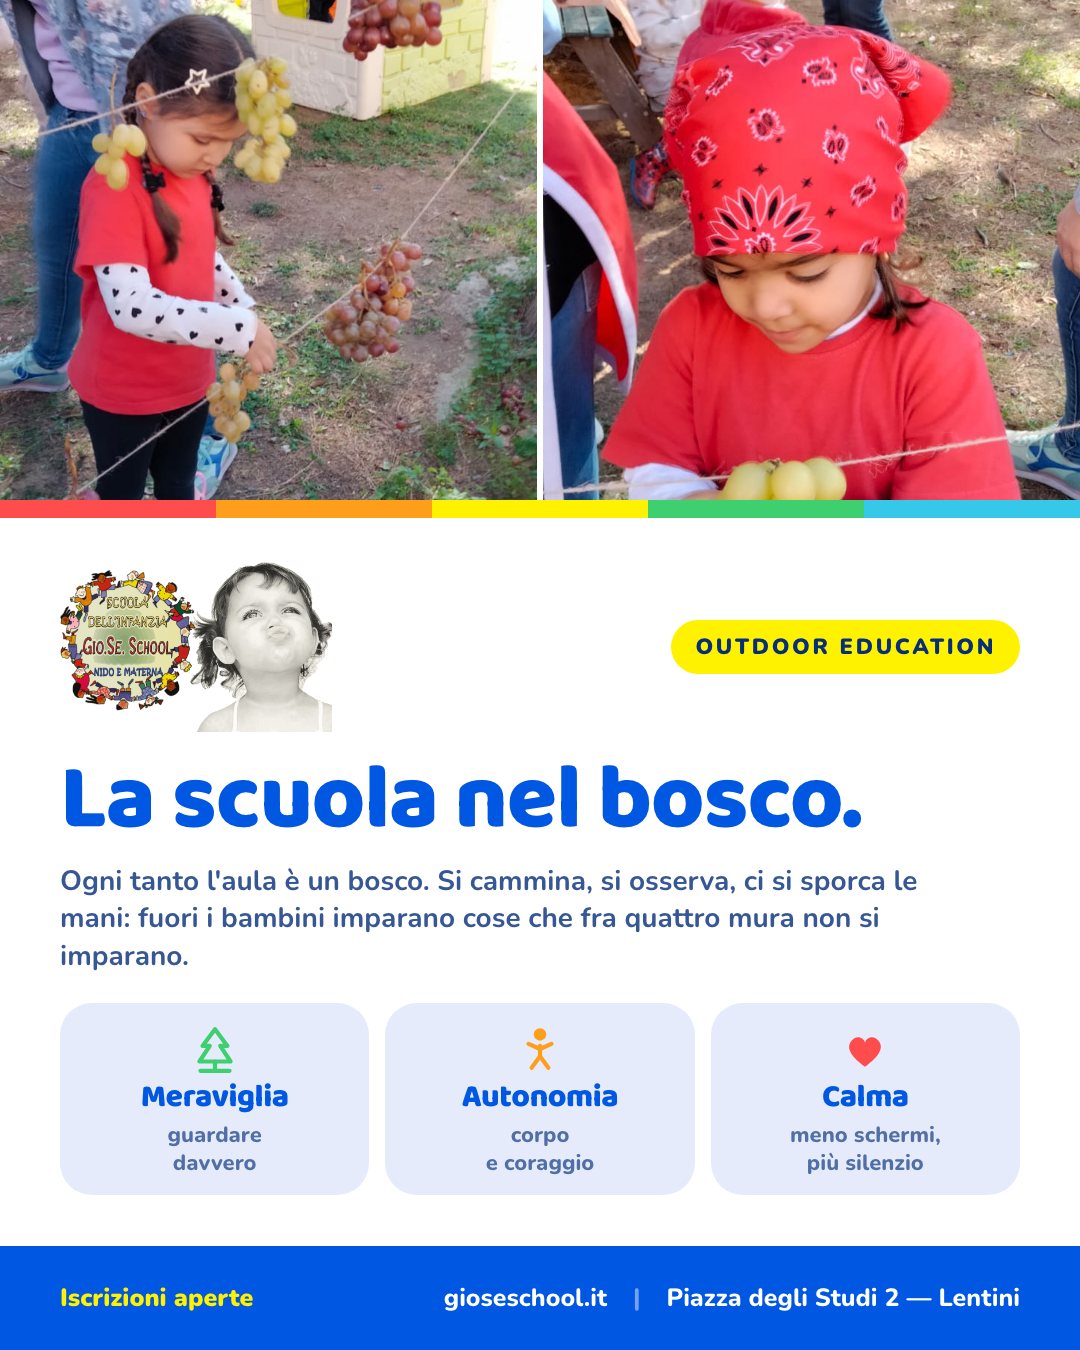 SCUOLA
DELL'INFANZIA
GIO.SE. SCHOOL
NIDO E MATERNA
OUTDOOR EDUCATION
La scuola nel bosco.
Ogni tanto l'aula è un bosco. Si cammina, si osserva, ci si sporca le
mani: fuori i bambini imparano cose che fra quattro mura non si
imparano.
Meraviglia
guardare
davvero
Autonomia
corpo
e coraggio
Calma
meno schermi,
più silenzio
Iscrizioni aperte
gioseschool.it | Piazza degli Studi 2 — Lentini